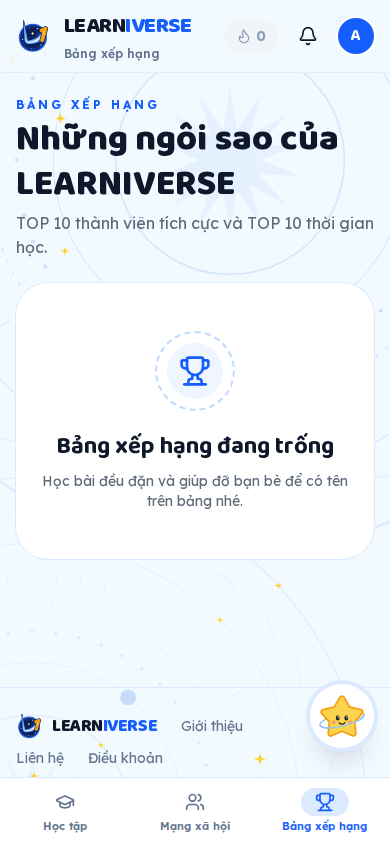 LEARNIVERSE
Bảng xếp hạng
0
A
BẢNG XẾP HẠNG
Những ngôi sao của
LEARNIVERSE
TOP 10 thành viên tích cực và TOP 10 thời gian
học.
Bảng xếp hạng đang trống
Học bài đều đặn và giúp đỡ bạn bè để có tên
trên bảng nhé.
LEARNIVERSE
Giới thiệu
Liên hệ
Điều khoản
Học tập
Mạng xã hội
Bảng xếp hạng